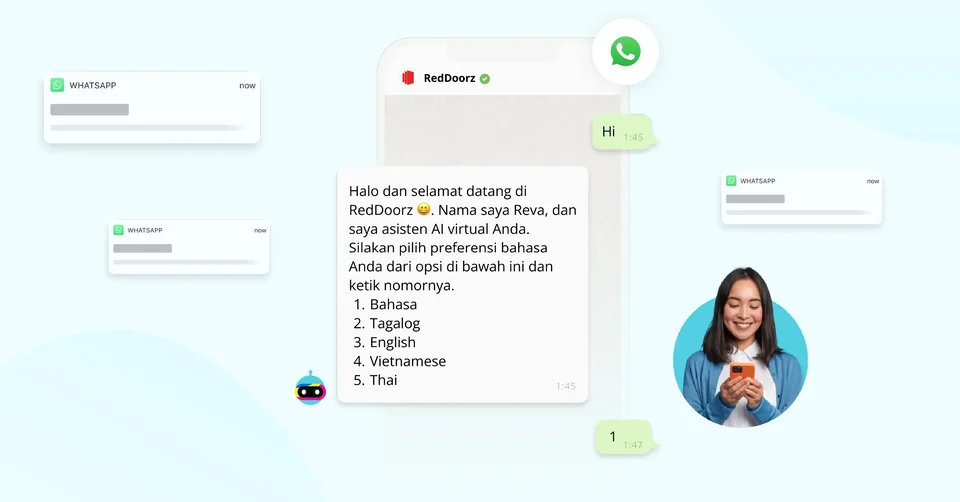 RedDoorz
WHATSAPP
now
Hi
1:45
WHATSAPP
now
Halo dan selamat datang di
RedDoorz 😄. Nama saya Reva, dan
saya asisten AI virtual Anda.
Silakan pilih preferensi bahasa
Anda dari opsi di bawah ini dan
ketik nomornya.
1. Bahasa
2. Tagalog
3. English
4. Vietnamese
5. Thai
1:45
WHATSAPP
now
1
1:47